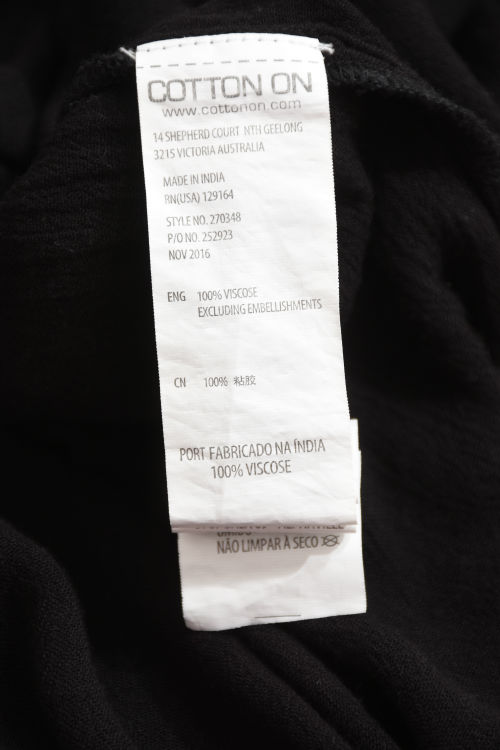 COTTON ON
www.cottonon.com
14 SHEPHERD COURT NTH GEELONG
3215 VICTORIA AUSTRALIA
MADE IN INDIA
RN(USA) 129164
STYLE NO. 270348
P/O NO. 252923
NOV 2016
ENG 100% VISCOSE
EXCLUDING EMBELLISHMENTS
CN 100% 粘胶
PORT FABRICADO NA ÍNDIA
100% VISCOSE
NÃO LIMPAR À SECO